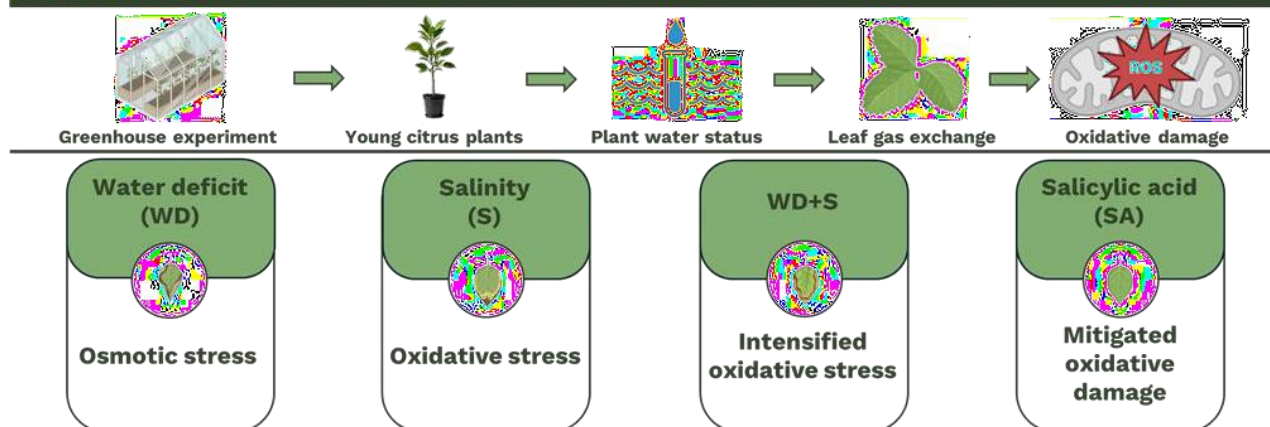 ROS
Greenhouse experiment
Young citrus plants
Plant water status
Leaf gas exchange
Oxidative damage
Water deficit
(WD)
Osmotic stress
Salinity
(S)
Oxidative stress
WD+S
Intensified
oxidative stress
Salicylic acid
(SA)
Mitigated
oxidative
damage